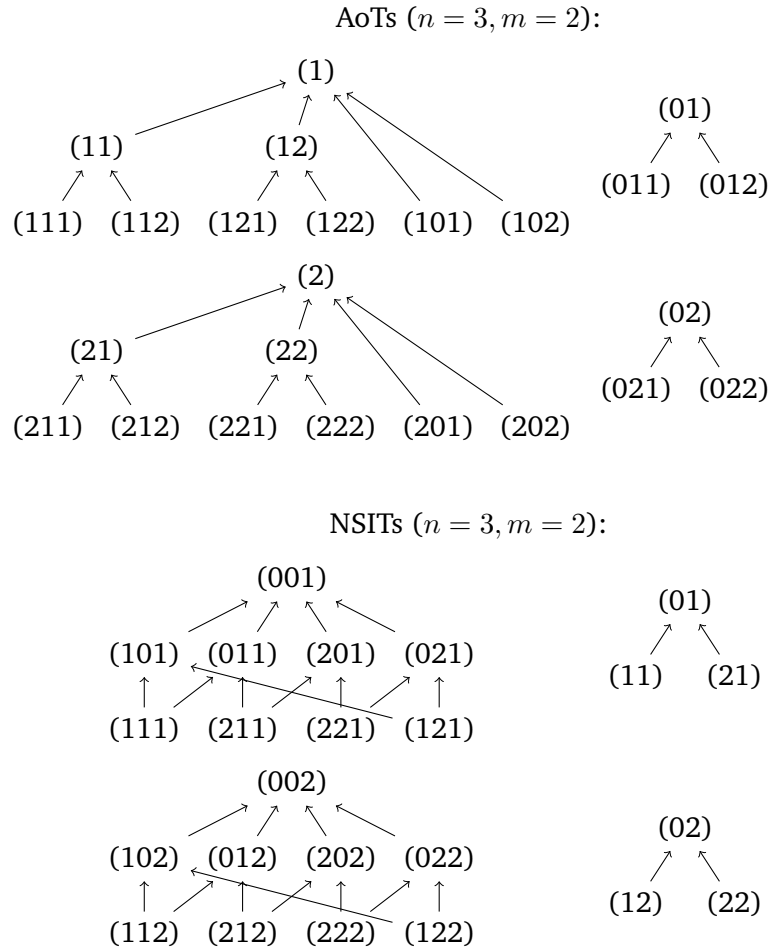 AoTs (n = 3, m = 2):
(1)
(01)
(11) (12)
(011) (012)
(111) (112) (121) (122) (101) (102)
(2)
(02)
(21) (22)
(021) (022)
(211) (212) (221) (222) (201) (202)
NSITs (n = 3, m = 2):
(001)
(01)
(101) (011) (201) (021)
(11) (21)
(111) (211) (221) (121)
(002)
(02)
(102) (012) (202) (022)
(12) (22)
(112) (212) (222) (122)